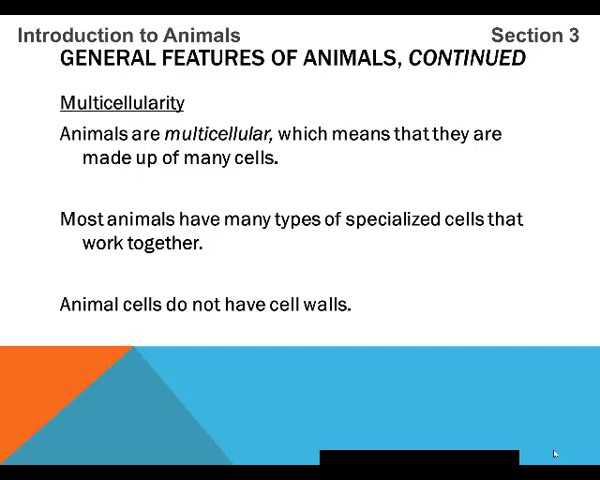 Introduction to Animals Section 3
GENERAL FEATURES OF ANIMALS, CONTINUED
Multicellularity
Animals are multicellular, which means that they are
made up of many cells.
Most animals have many types of specialized cells that
work together.
Animal cells do not have cell walls.